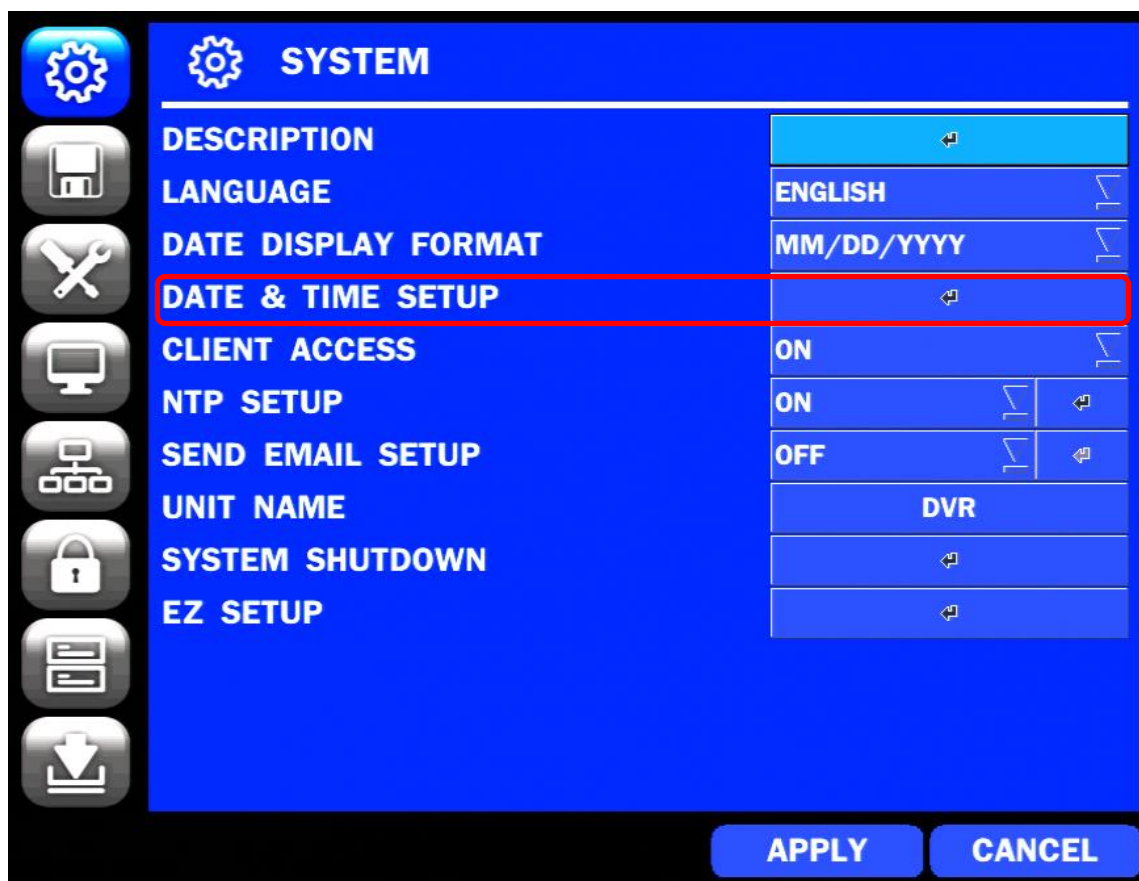 SYSTEM
DESCRIPTION
LANGUAGE ENGLISH
DATE DISPLAY FORMAT MM/DD/YYYY
DATE & TIME SETUP
CLIENT ACCESS ON
NTP SETUP ON
SEND EMAIL SETUP OFF
UNIT NAME DVR
SYSTEM SHUTDOWN
EZ SETUP
APPLY CANCEL